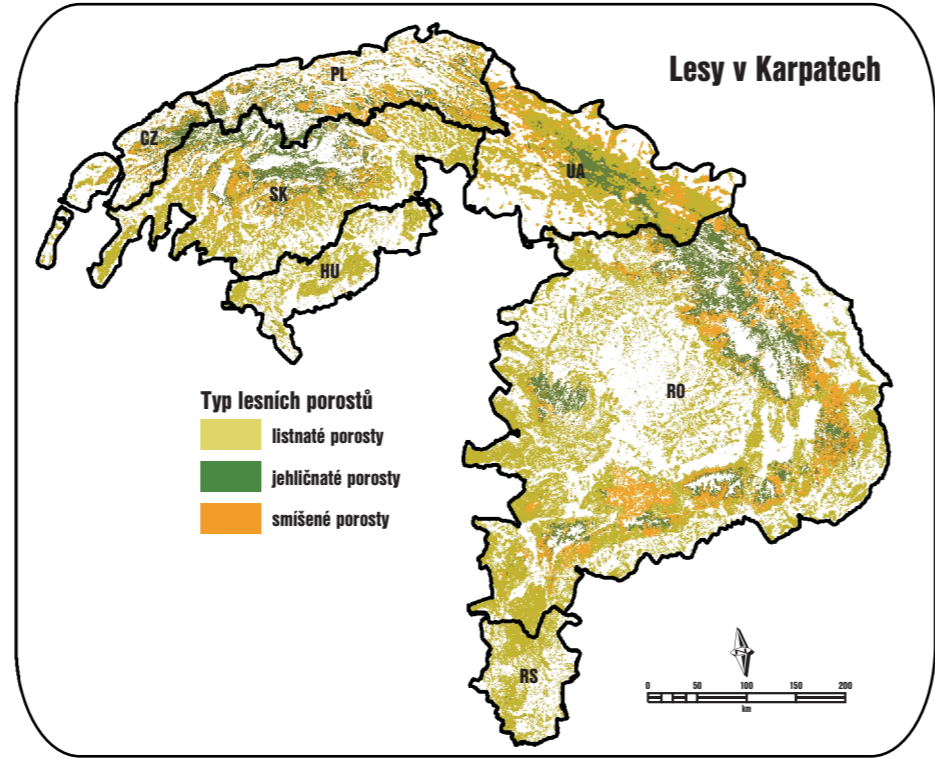 Lesy v Karpatech
PL
CZ
SK
UA
HU
RO
RS
Typ lesních porostů
listnaté porosty
jehličnaté porosty
smíšené porosty
0 50 100 150 200
km